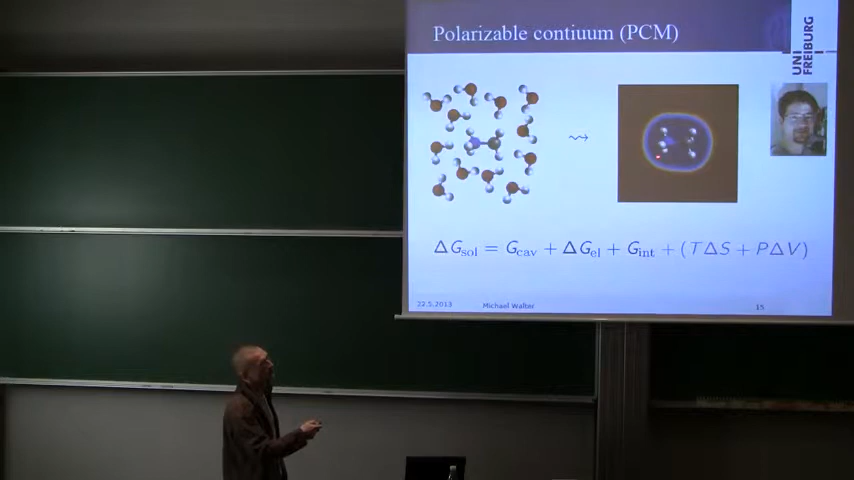 Polarizable contiuum (PCM)
UNI
FREIBURG
ΔG_sol = G_cav + ΔG_el + G_int + (TΔS + PΔV)
22.5.2013
Michael Walter
15